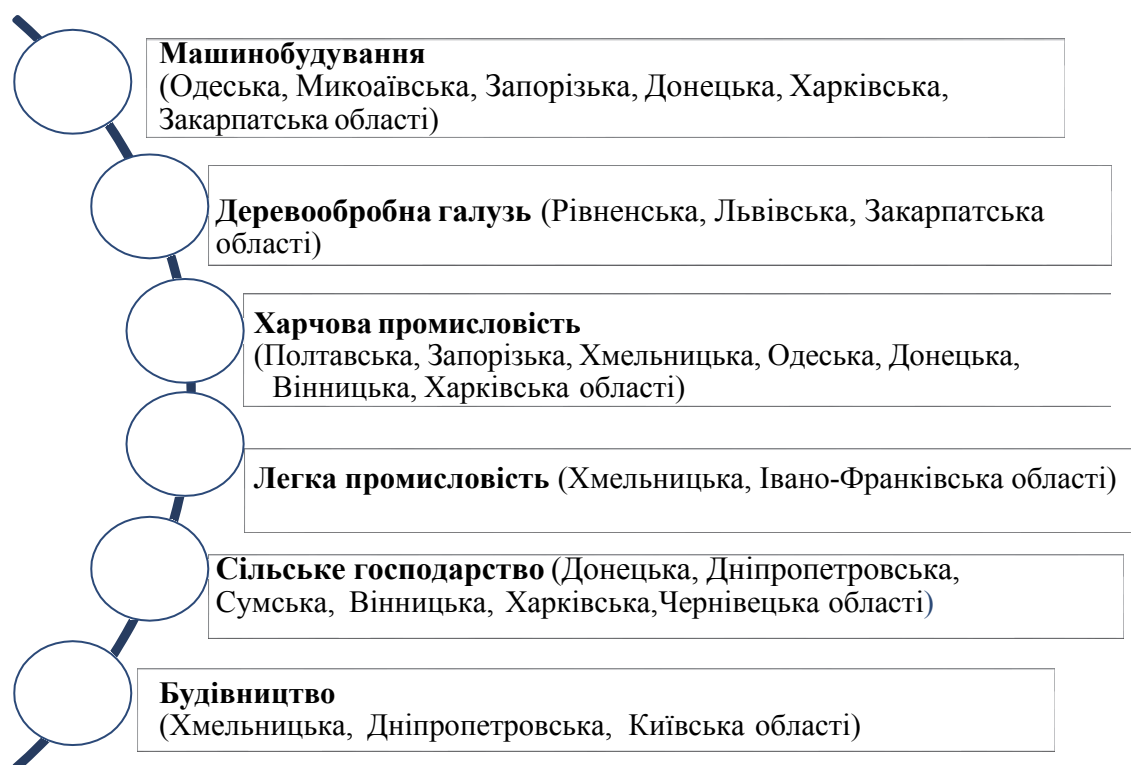 Машинобудування
(Одеська, Микоаївська, Запорізька, Донецька, Харківська,
Закарпатська області)
Деревообробна галузь (Рівненська, Львівська, Закарпатська
області)
Харчова промисловість
(Полтавська, Запорізька, Хмельницька, Одеська, Донецька,
Вінницька, Харківська області)
Легка промисловість (Хмельницька, Івано-Франківська області)
Сільське господарство (Донецька, Дніпропетровська,
Сумська, Вінницька, Харківська,Чернівецька області)
Будівництво
(Хмельницька, Дніпропетровська, Київська області)